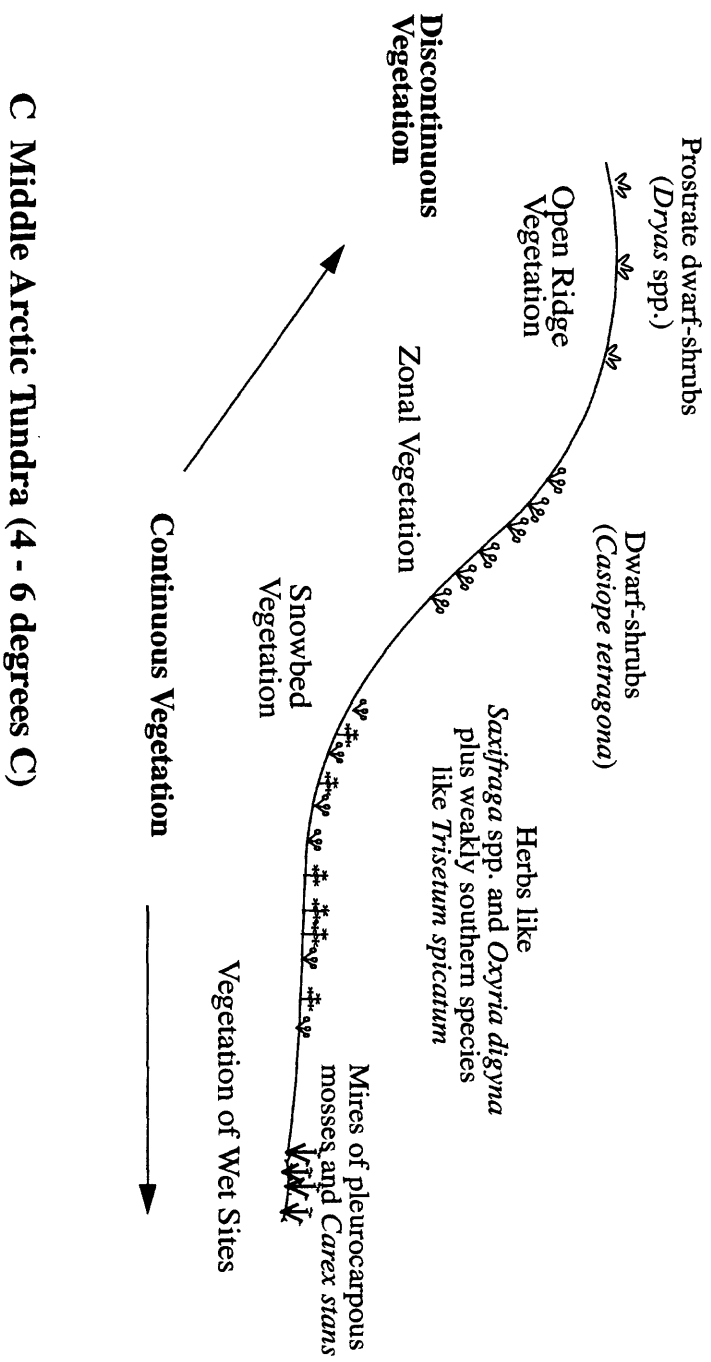 Prostrate dwarf-shrubs
(Dryas spp.)
Open Ridge
Vegetation
Discontinuous
Vegetation
Dwarf-shrubs
(Casiope tetragona)
Zonal Vegetation
Herbs like
Saxifraga spp. and Oxyria digyna
plus weakly southern species
like Trisetum spicatum
Snowbed
Vegetation
Continuous Vegetation
Mires of pleurocarpous
mosses and Carex stans
Vegetation of Wet Sites
C Middle Arctic Tundra (4 - 6 degrees C)